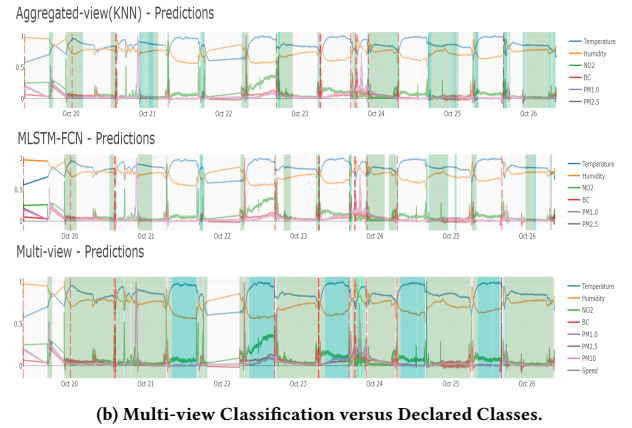 Aggregated-view(KNN) - Predictions
1
0.5
0
Oct 20 Oct 21 Oct 22 Oct 23 Oct 24 Oct 25 Oct 26
Temperature
Humidity
NO2
BC
PM1.0
PM2.5
MLSTM-FCN - Predictions
1
0.5
0
Oct 20 Oct 21 Oct 22 Oct 23 Oct 24 Oct 25 Oct 26
Temperature
Humidity
NO2
BC
PM1.0
PM2.5
Multi-view - Predictions
1
0.5
0
Oct 20 Oct 21 Oct 22 Oct 23 Oct 24 Oct 25 Oct 26
Temperature
Humidity
NO2
BC
PM1.0
PM2.5
PM10
Speed
(b) Multi-view Classification versus Declared Classes.